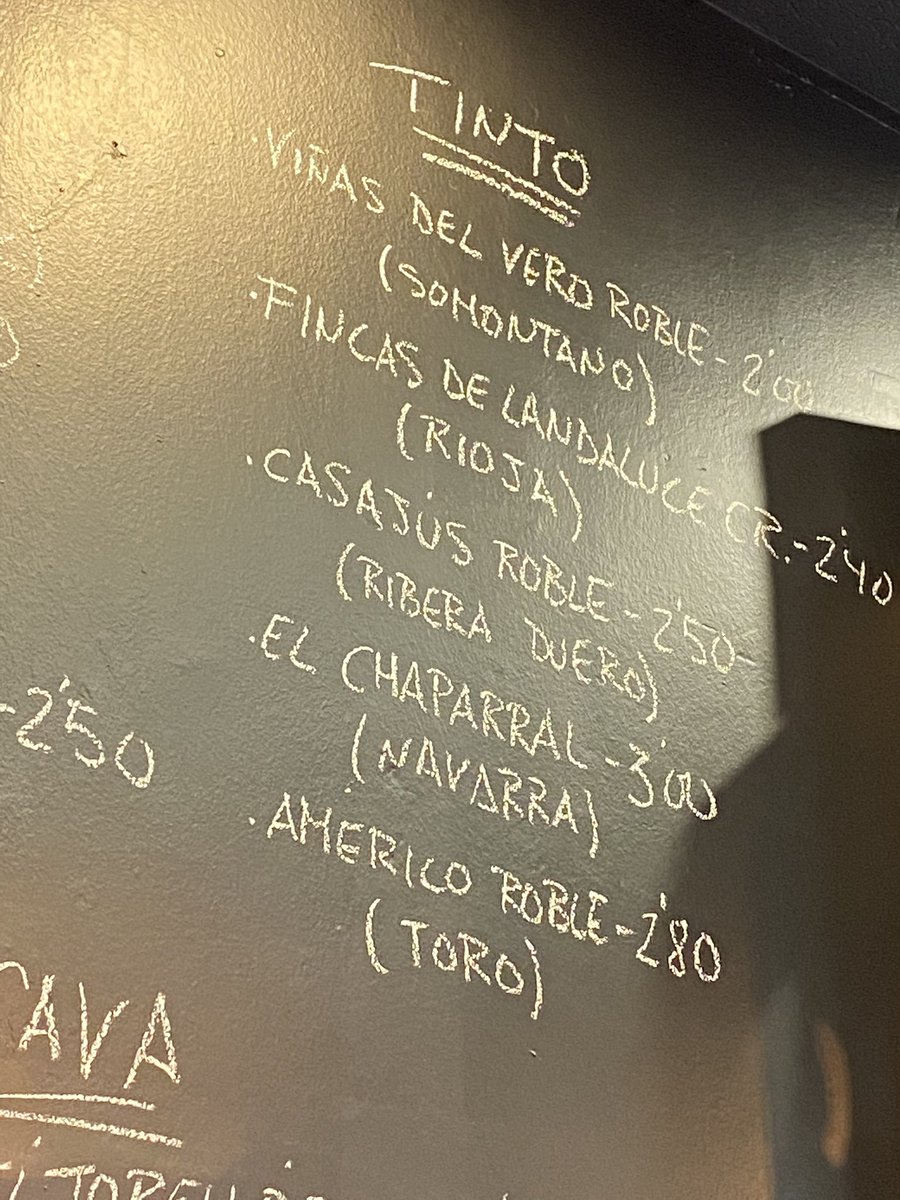 TINTO
·VIÑAS DEL VERO ROBLE-2'00
(SOMONTANO)
·FINCAS DE LANDALUCE CR.-2'40
(RIOJA)
·CASAJÚS ROBLE-2'50-
(RIBERA DUERO)
·EL CHAPARRAL-3'00
(NAVARRA)
·AMÉRICO ROBLE-2'80
(TORO)
-2'50
CAVA